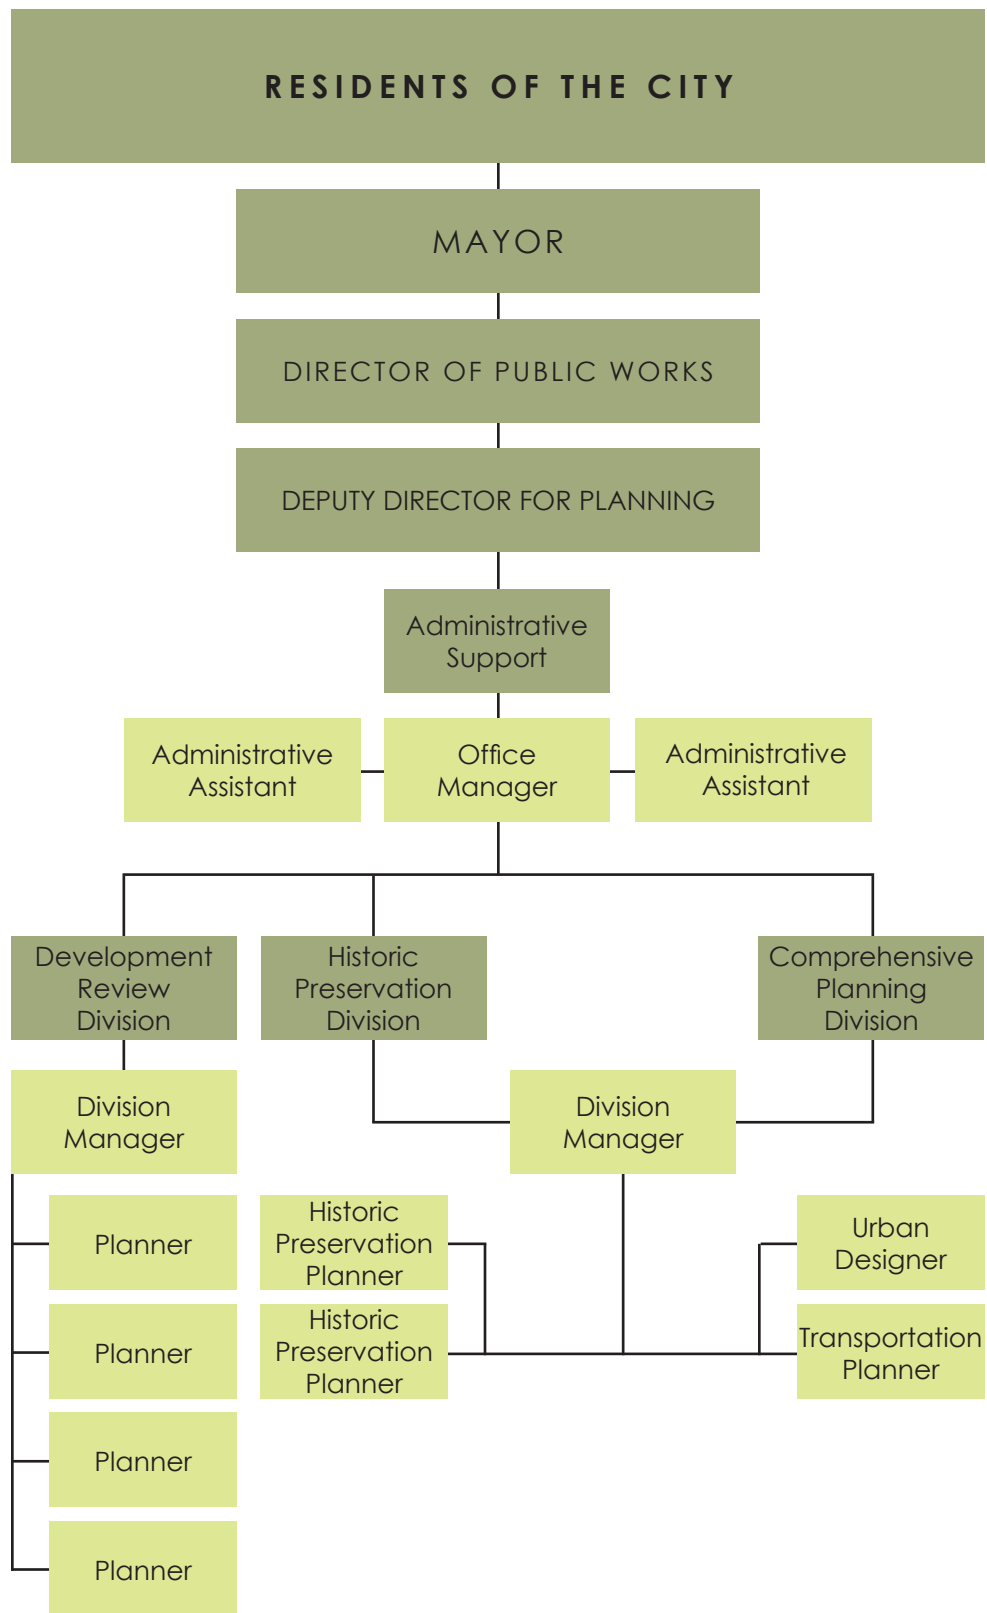 RESIDENTS OF THE CITY
MAYOR
DIRECTOR OF PUBLIC WORKS
DEPUTY DIRECTOR FOR PLANNING
Administrative
Support
Administrative
Assistant
Office
Manager
Administrative
Assistant
Development
Review
Division
Historic
Preservation
Division
Comprehensive
Planning
Division
Division
Manager
Division
Manager
Planner
Planner
Planner
Planner
Historic
Preservation
Planner
Historic
Preservation
Planner
Urban
Designer
Transportation
Planner